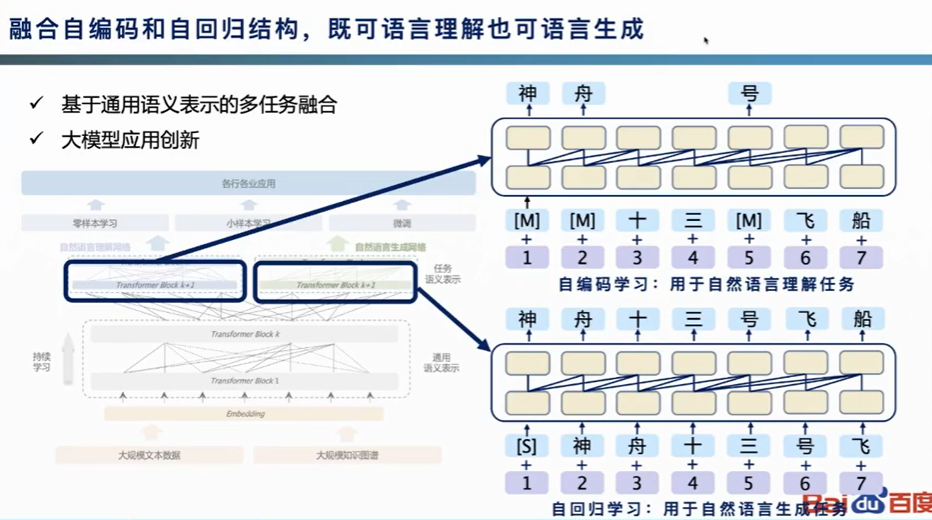 融合自编码和自回归结构，既可语言理解也可语言生成
✓ 基于通用语义表示的多任务融合
✓ 大模型应用创新
各行各业应用
零样本学习 小样本学习 微调
自然语言理解网络 自然语言生成网络
Transformer Block k+1 Transformer Block k+1
任务
语义表示
Transformer Block k
持续
学习
通用
语义表示
Transformer Block 1
Embedding
大规模文本数据 大规模知识图谱
神 舟 号
[M] [M] 十 三 [M] 飞 船
+ + + + + + +
1 2 3 4 5 6 7
自编码学习：用于自然语言理解任务
神 舟 十 三 号 飞 船
[S] 神 舟 十 三 号 飞
+ + + + + + +
1 2 3 4 5 6 7
自回归学习：用于自然语言生成任务
Bai du 百度